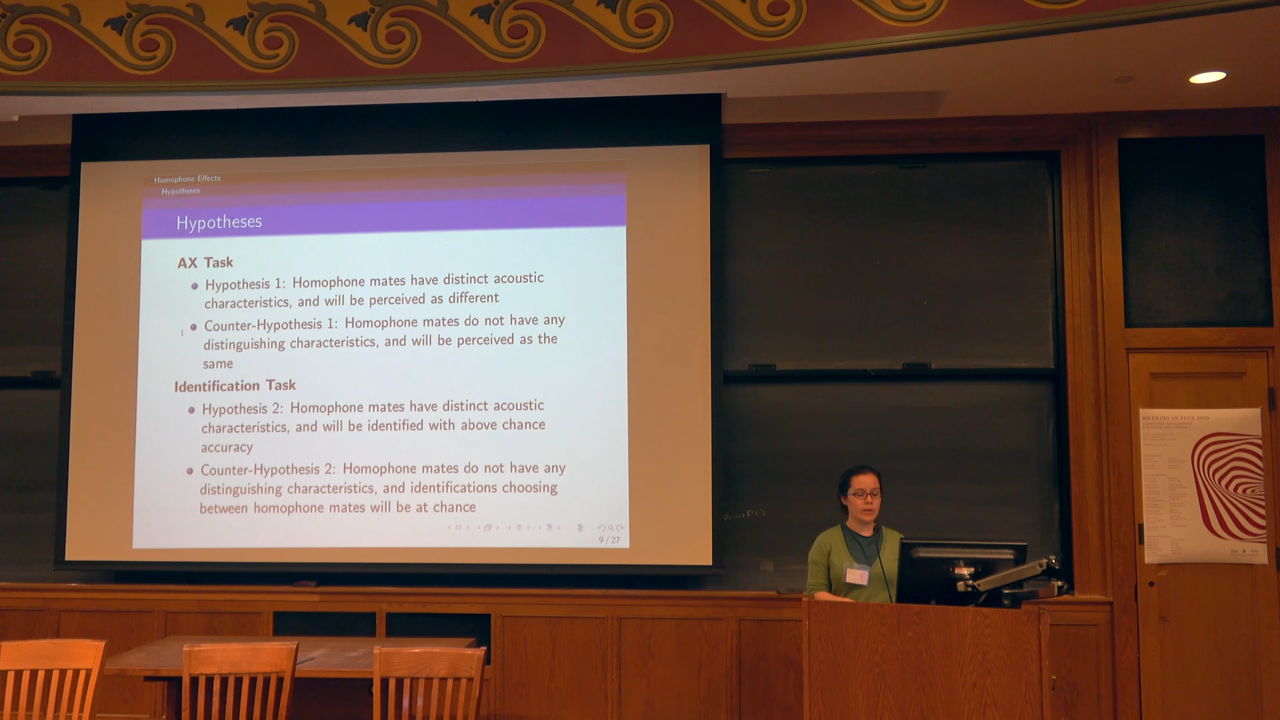 Homophone Effects
Hypotheses
Hypotheses
AX Task
Hypothesis 1: Homophone mates have distinct acoustic
characteristics, and will be perceived as different
Counter-Hypothesis 1: Homophone mates do not have any
distinguishing characteristics, and will be perceived as the
same
Identification Task
Hypothesis 2: Homophone mates have distinct acoustic
characteristics, and will be identified with above chance
accuracy
Counter-Hypothesis 2: Homophone mates do not have any
distinguishing characteristics, and identifications choosing
between homophone mates will be at chance
9 / 27
MEANING IN FLUX 2019